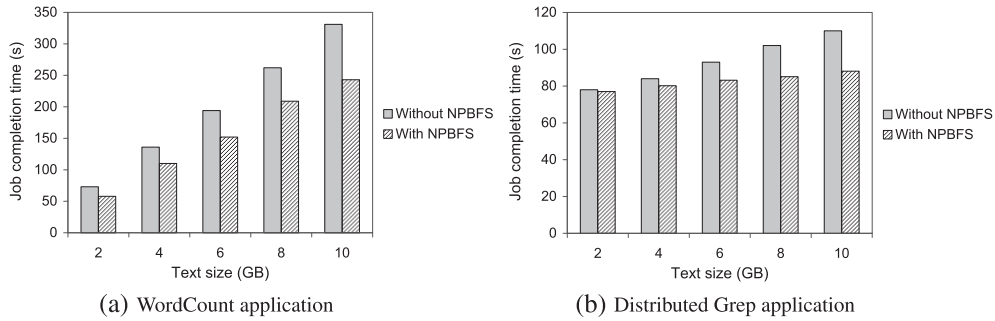 350
300
250
200
150
100
50
0
Job completion time (s)
2 4 6 8 10
Text size (GB)
Without NPBFS
With NPBFS
(a) WordCount application
120
100
80
60
40
20
0
Job completion time (s)
2 4 6 8 10
Text size (GB)
Without NPBFS
With NPBFS
(b) Distributed Grep application